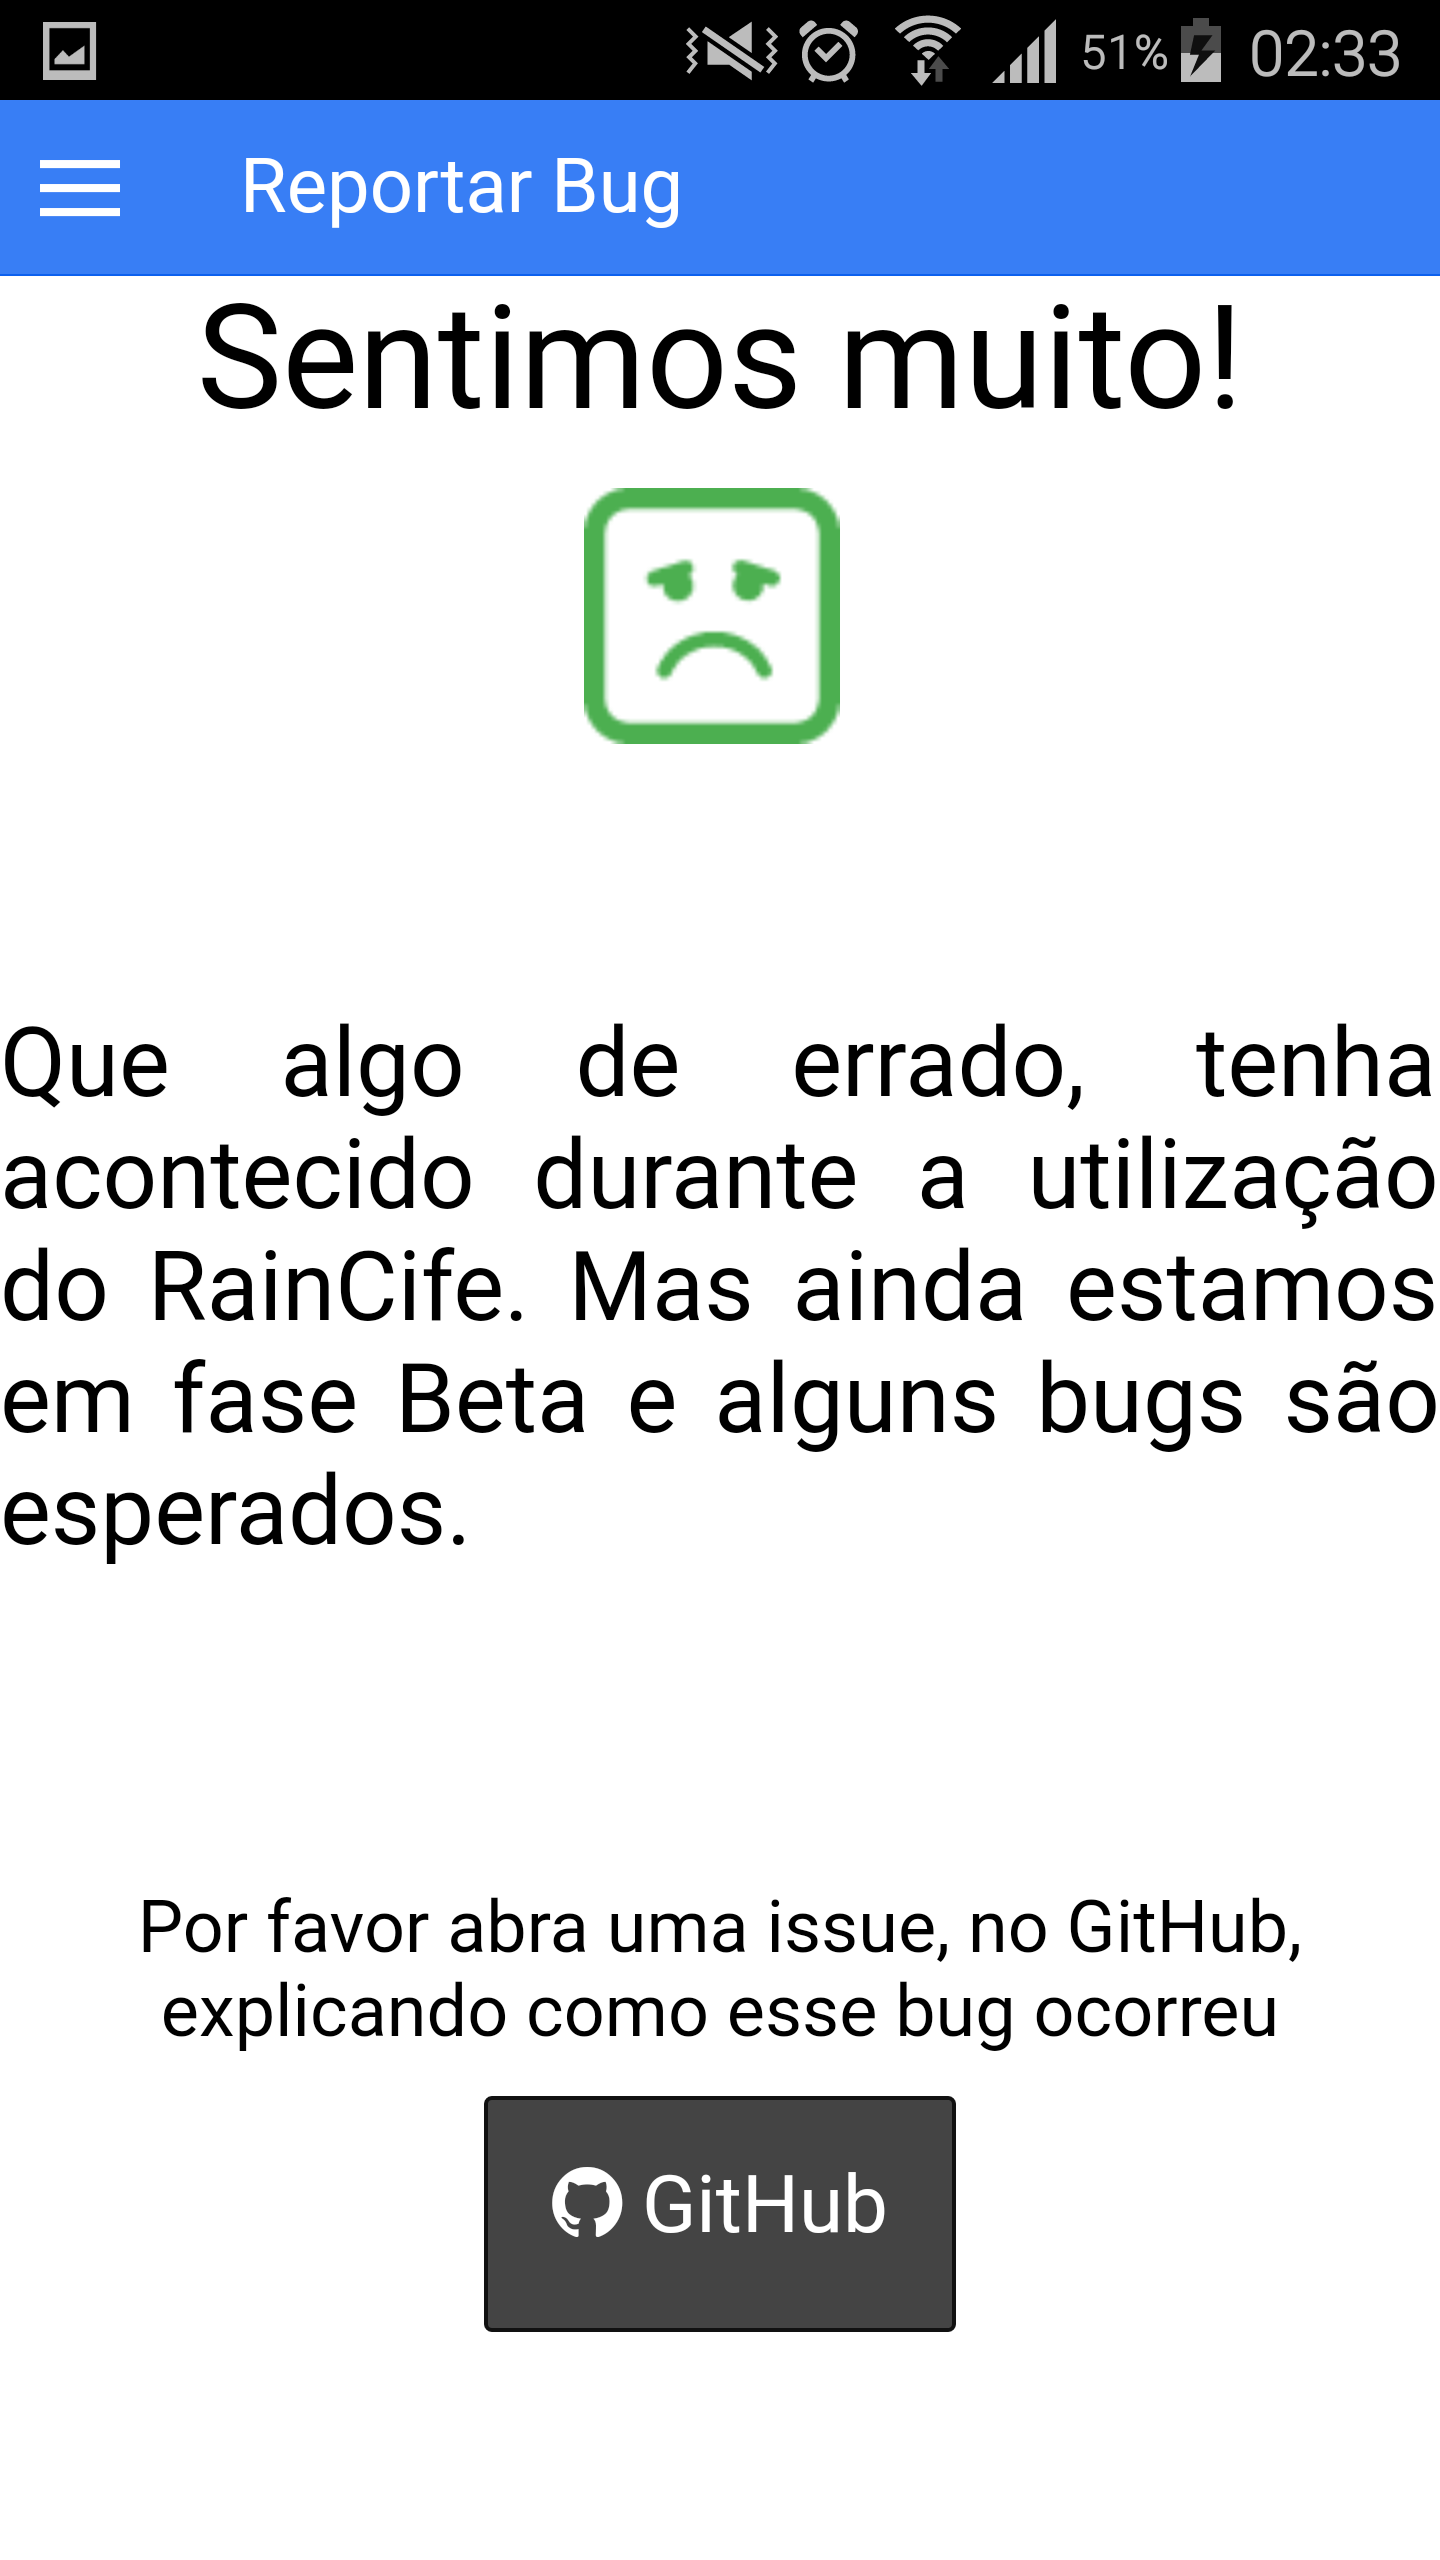 51% 02:33
Reportar Bug
Sentimos muito!
Que algo de errado, tenha
acontecido durante a utilização
do RainCife. Mas ainda estamos
em fase Beta e alguns bugs são
esperados.
Por favor abra uma issue, no GitHub,
explicando como esse bug ocorreu
GitHub